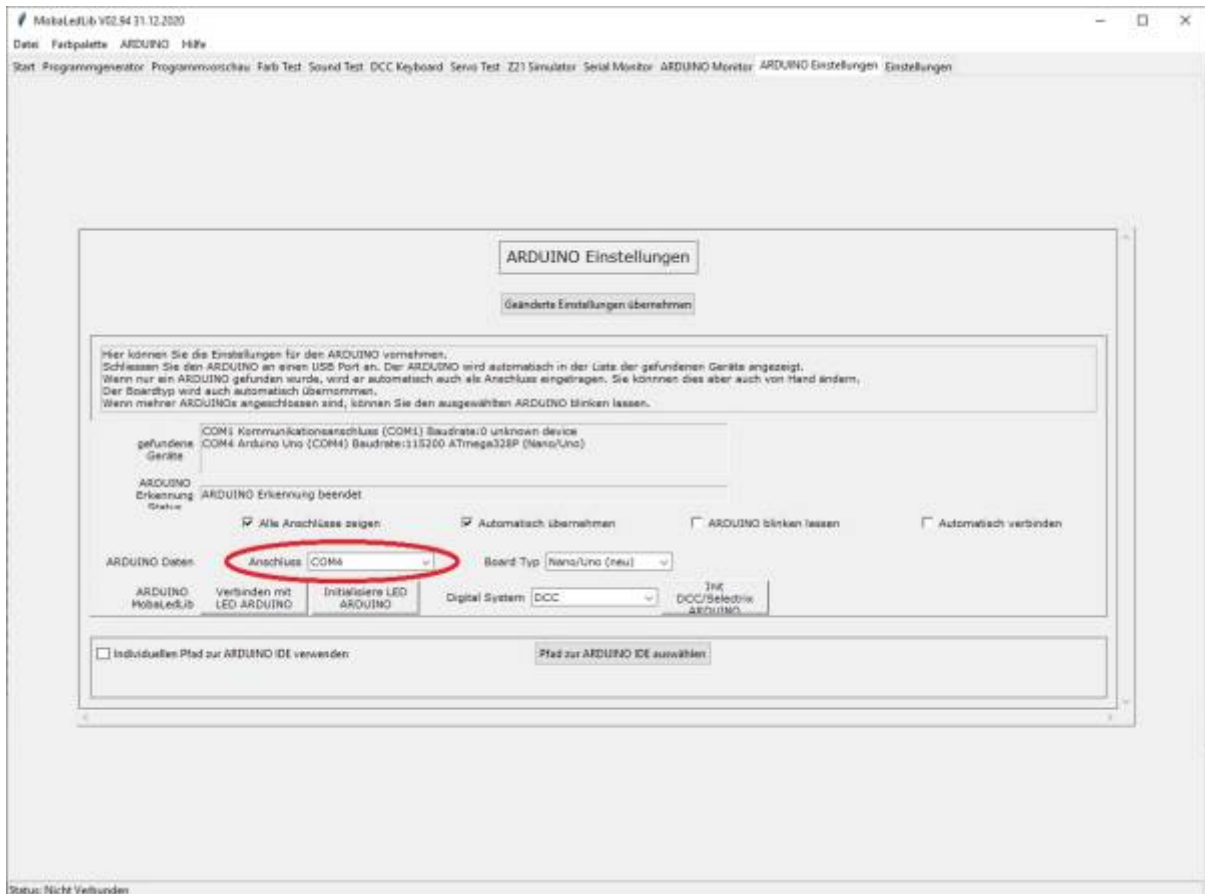 MobaLedLib V02.94 31.12.2020
Datei Farbpalette ARDUINO Hilfe
Start Programmgenerator Programmvorschau Farb Test Sound Test DCC Keyboard Servo Test Z21 Simulator Serial Monitor ARDUINO Monitor ARDUINO Einstellungen Einstellungen
ARDUINO Einstellungen
Geänderte Einstellungen übernehmen
Hier können Sie die Einstellungen für den ARDUINO vornehmen.
Schliessen Sie den ARDUINO an einen USB Port an. Der ARDUINO wird automatisch in der Liste der gefundenen Geräte angezeigt.
Wenn nur ein ARDUINO gefunden wurde, wird er automatisch auch als Anschluss eingetragen. Sie könnnen dies aber auch von Hand ändern.
Der Boardtyp wird auch automatisch übernommen.
Wenn mehrer ARDUINOs angeschlossen sind, können Sie den ausgewählten ARDUINO blinken lassen.
gefundene Geräte
COM1 Kommunikationsanschluss (COM1) Baudrate:0 unknown device
COM4 Arduino Uno (COM4) Baudrate:115200 ATmega328P (Nano/Uno)
ARDUINO
Erkennung
Status
ARDUINO Erkennung beendet
Alle Anschlüsse zeigen Automatisch übernehmen ARDUINO blinken lassen Automatisch verbinden
ARDUINO Daten Anschluss COM4 Board Typ Nano/Uno (neu)
ARDUINO
MobaLedLib
Verbinden mit
LED ARDUINO
Initialisiere LED
ARDUINO
Digital System DCC
Init
DCC/Selectrix
ARDUINO
Individuellen Pfad zur ARDUINO IDE verwenden Pfad zur ARDUINO IDE auswählen
Status: Nicht Verbunden